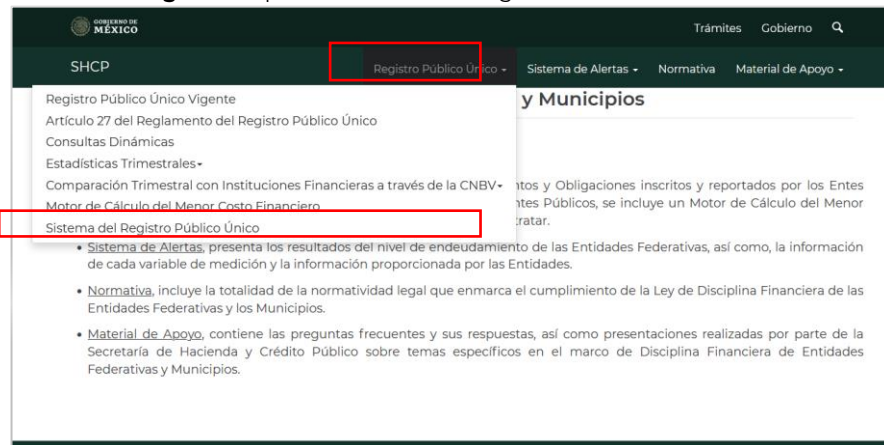 GOBIERNO DE
MÉXICO
Trámites Gobierno
SHCP
Registro Público Único Sistema de Alertas Normativa Material de Apoyo
y Municipios
Registro Público Único Vigente
Artículo 27 del Reglamento del Registro Público Único
Consultas Dinámicas
Estadísticas Trimestrales
Comparación Trimestral con Instituciones Financieras a través de la CNBV
Motor de Cálculo del Menor Costo Financiero
Sistema del Registro Público Único
y Obligaciones inscritos y reportados por los Entes
Públicos, se incluye un Motor de Cálculo del Menor
• Sistema de Alertas, presenta los resultados del nivel de endeudamiento de las Entidades Federativas, así como, la información
de cada variable de medición y la información proporcionada por las Entidades.
• Normativa, incluye la totalidad de la normatividad legal que enmarca el cumplimiento de la Ley de Disciplina Financiera de las
Entidades Federativas y los Municipios.
• Material de Apoyo, contiene las preguntas frecuentes y sus respuestas, así como presentaciones realizadas por parte de la
Secretaría de Hacienda y Crédito Público sobre temas específicos en el marco de Disciplina Financiera de Entidades
Federativas y Municipios.